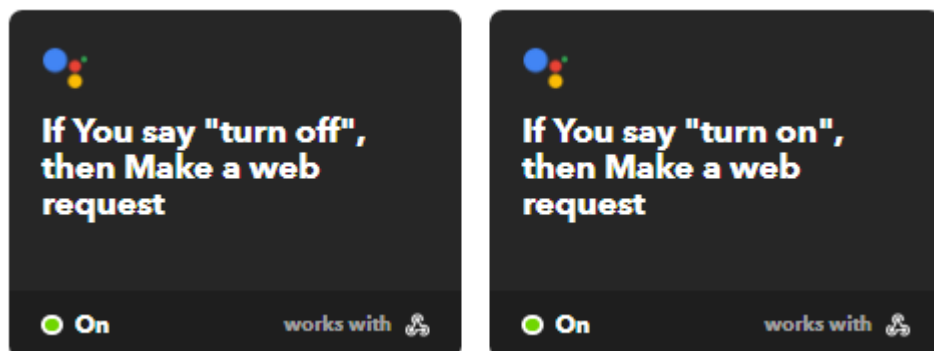 If You say "turn off",
then Make a web
request
On
works with
If You say "turn on",
then Make a web
request
On
works with